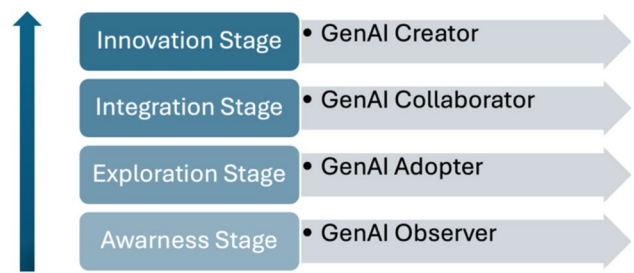 Innovation Stage • GenAI Creator
Integration Stage • GenAI Collaborator
Exploration Stage • GenAI Adopter
Awarness Stage • GenAI Observer